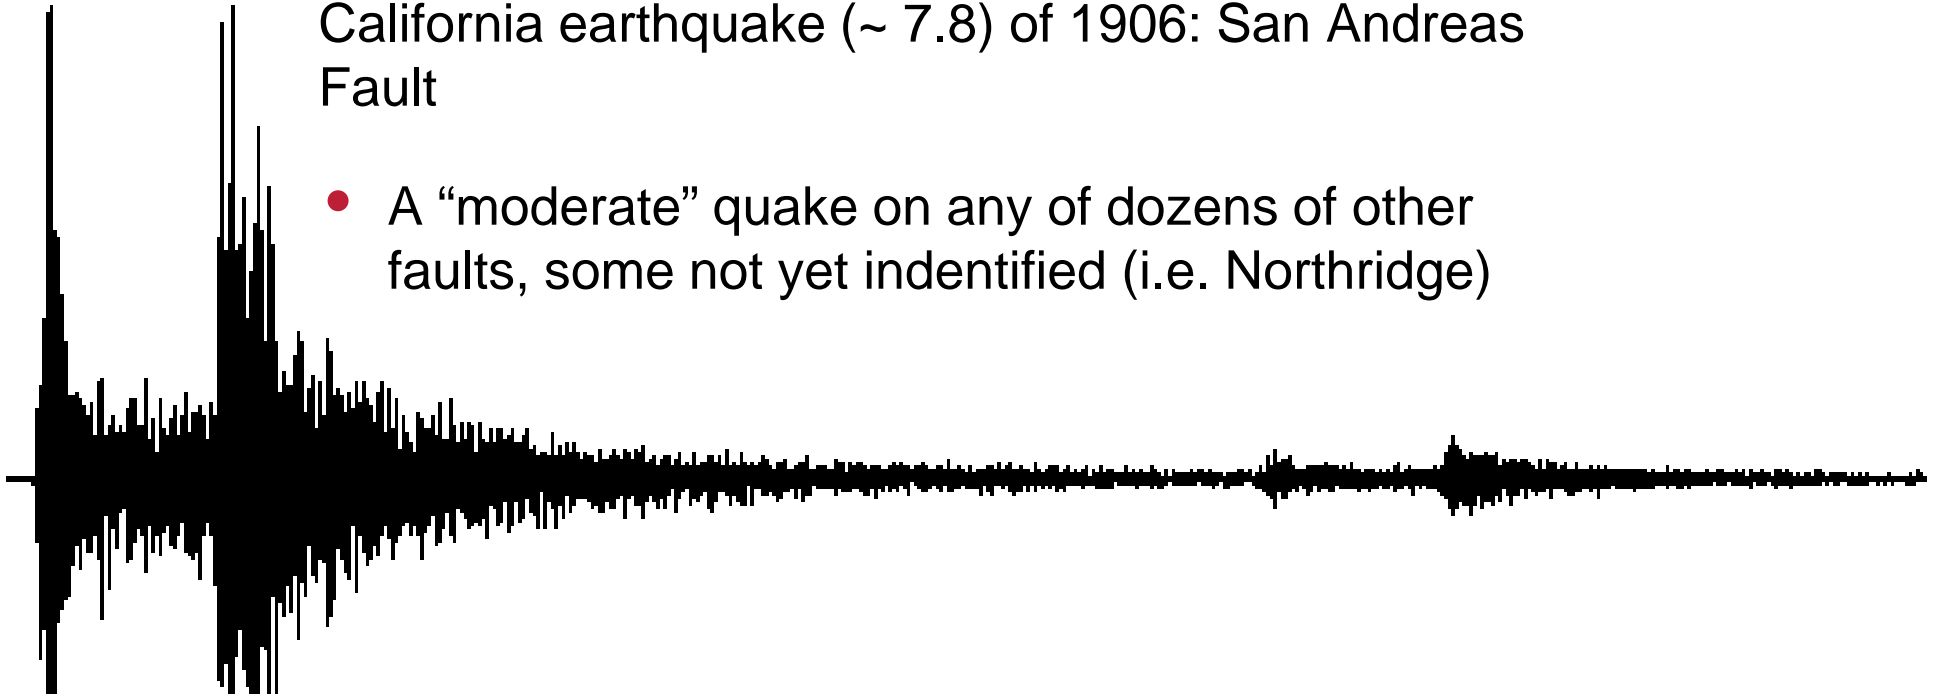 California earthquake (~ 7.8) of 1906: San Andreas
Fault
• A “moderate” quake on any of dozens of other
faults, some not yet indentified (i.e. Northridge)